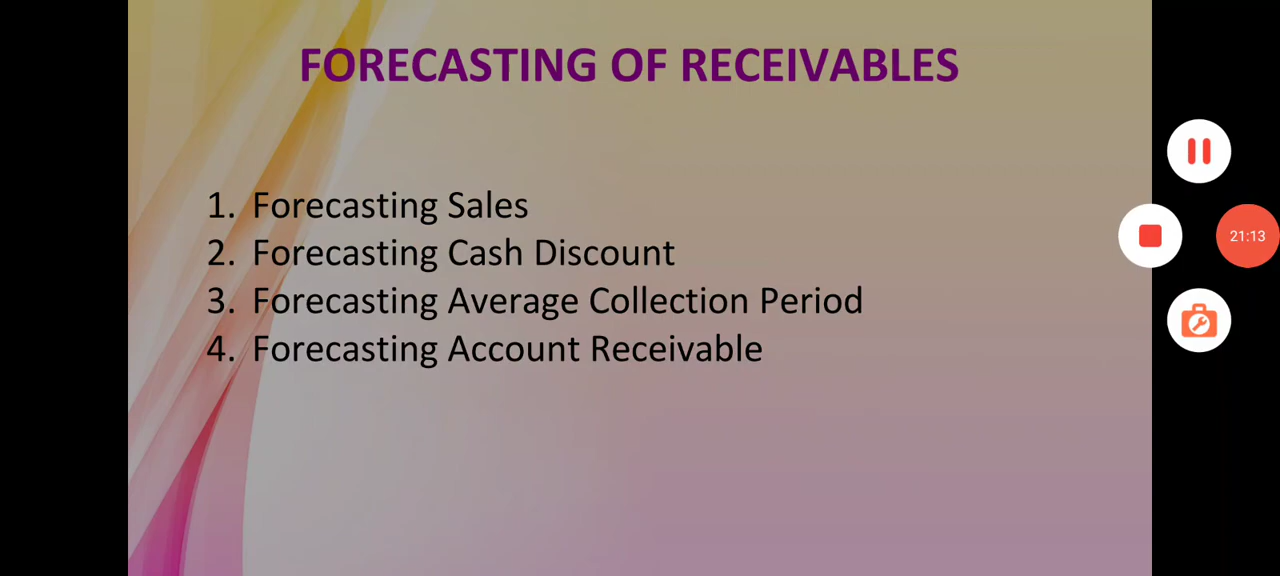 FORECASTING OF RECEIVABLES
1. Forecasting Sales
2. Forecasting Cash Discount
3. Forecasting Average Collection Period
4. Forecasting Account Receivable
21:13